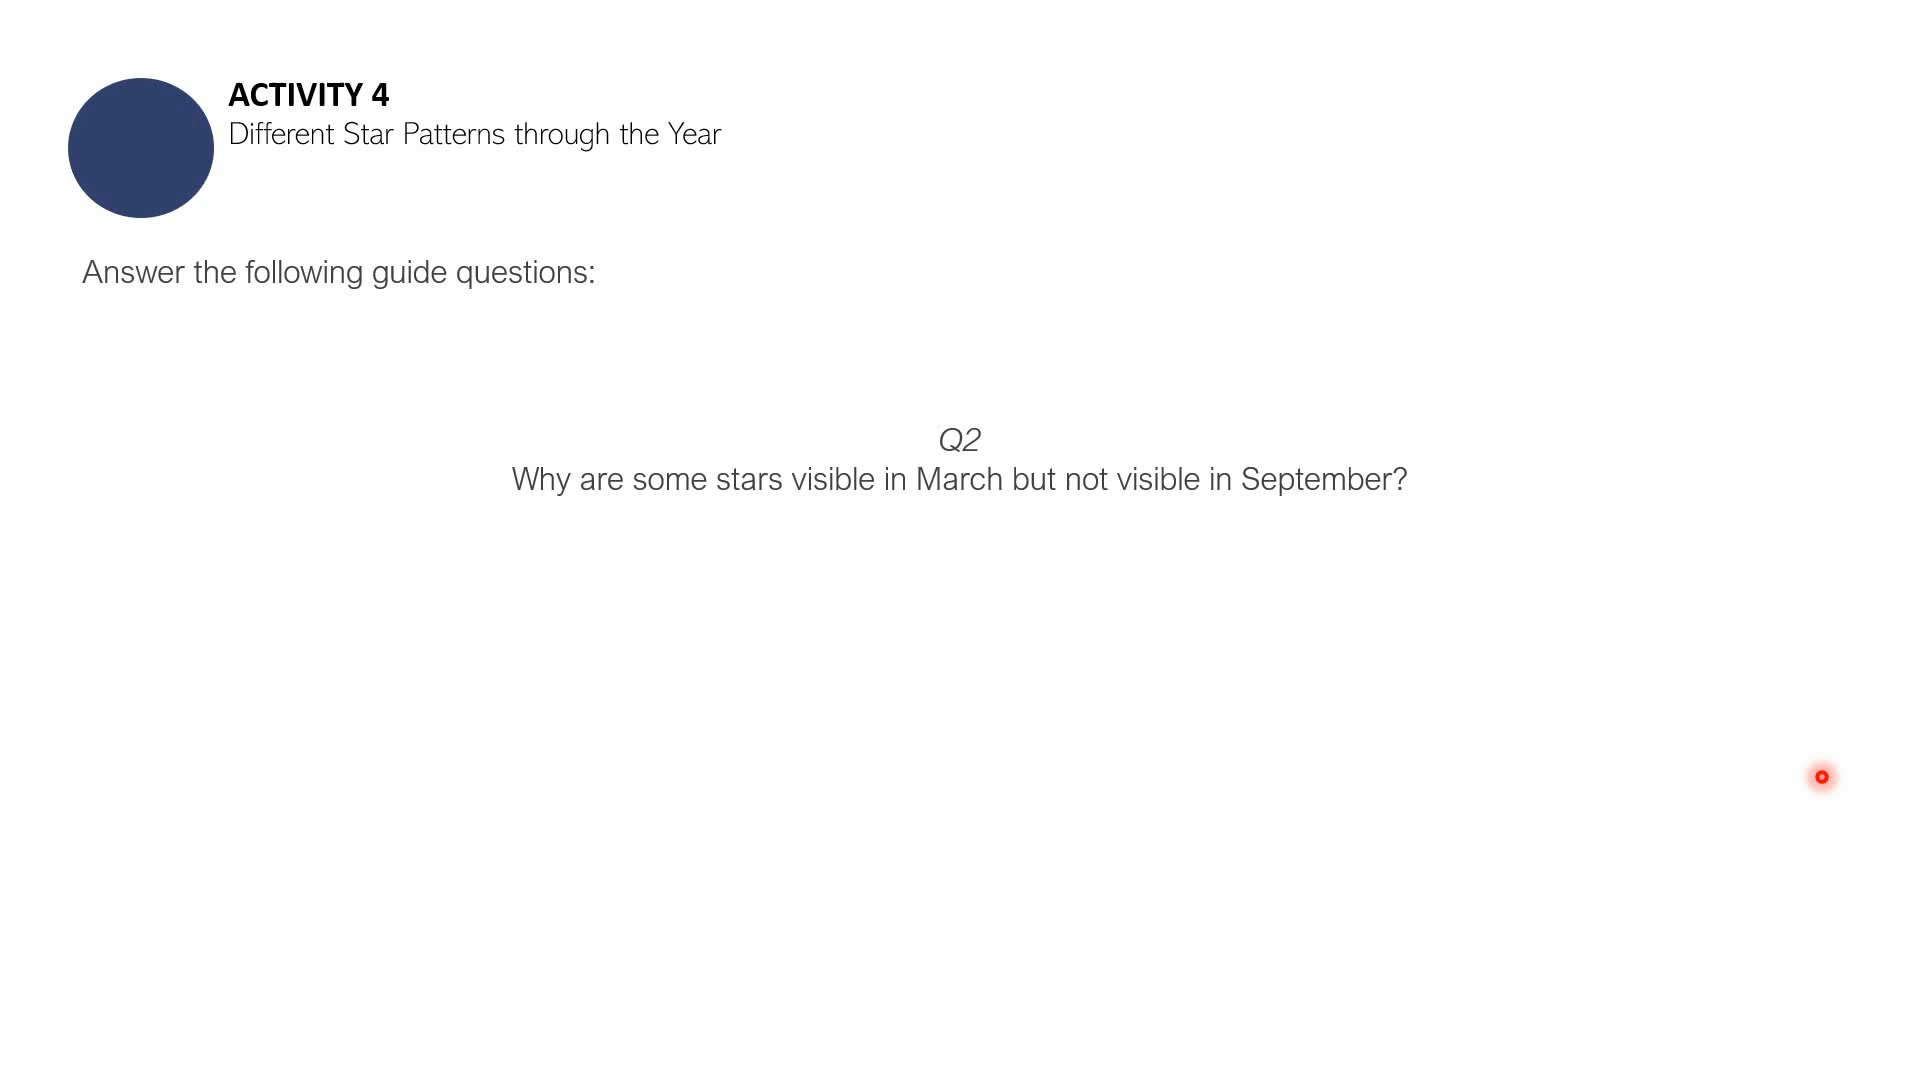 ACTIVITY 4
Different Star Patterns through the Year
Answer the following guide questions:
Q2
Why are some stars visible in March but not visible in September?